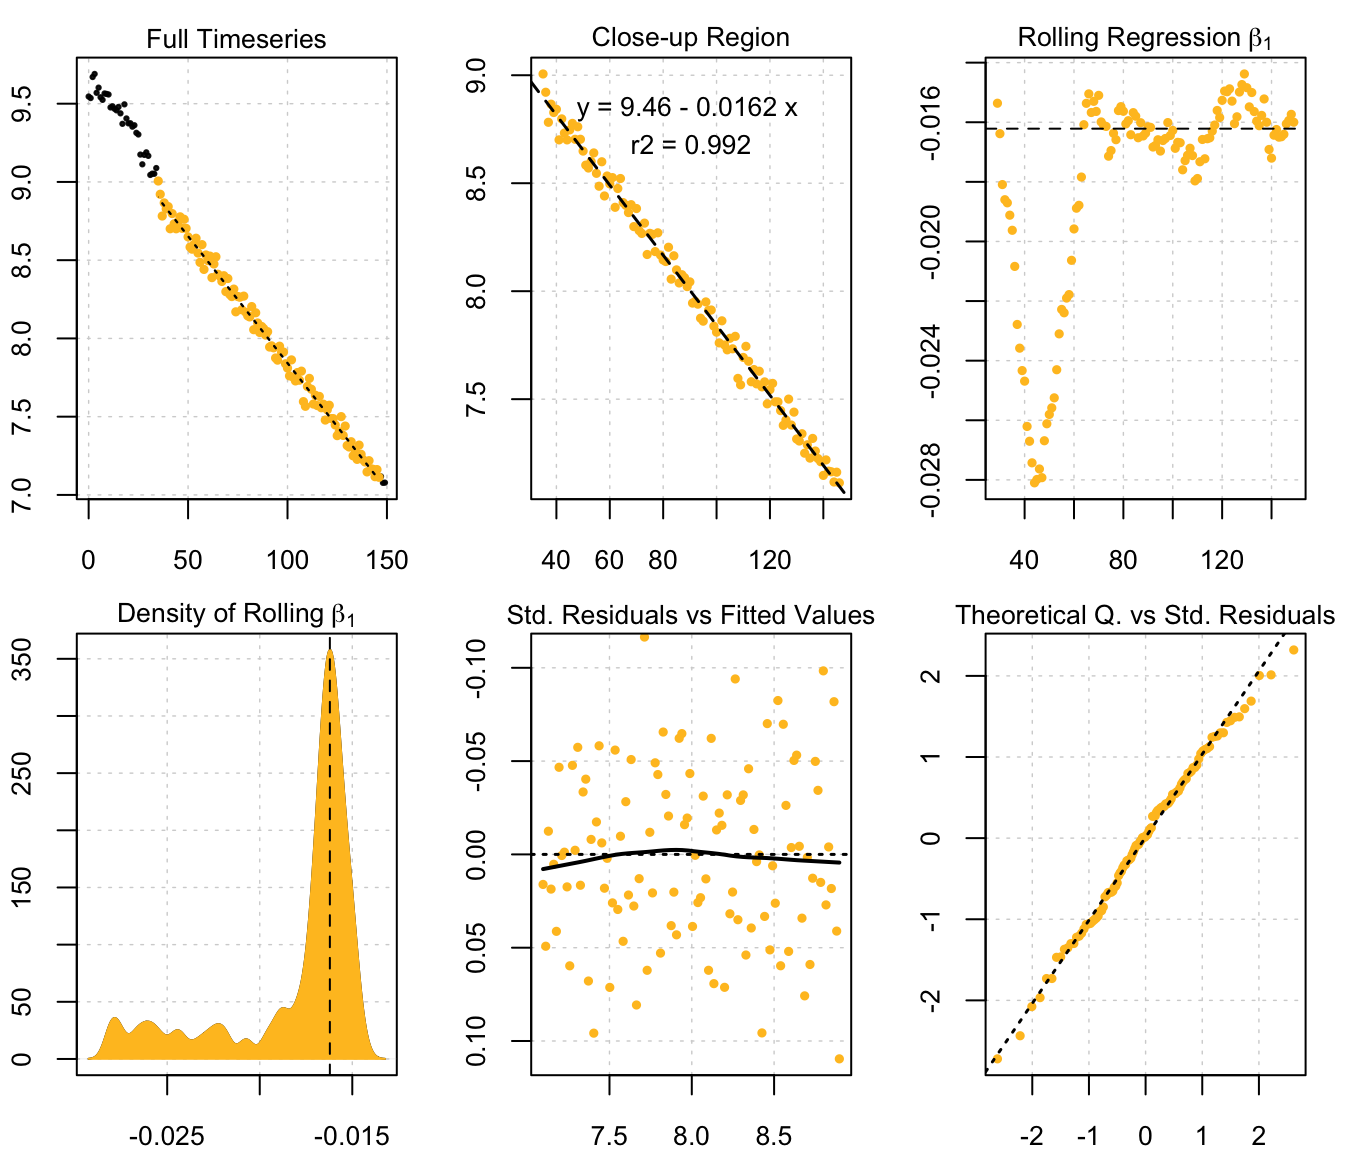 Full Timeseries
9.5
9.0
8.5
8.0
7.5
7.0
0 50 100 150
Close-up Region
y = 9.46 - 0.0162 x
r2 = 0.992
9.0
8.5
8.0
7.5
40 60 80 120
Rolling Regression β1
-0.016
-0.020
-0.024
-0.028
40 80 120
Density of Rolling β1
350
250
150
50
0
-0.025 -0.015
Std. Residuals vs Fitted Values
-0.10
-0.05
0.00
0.05
0.10
7.5 8.0 8.5
Theoretical Q. vs Std. Residuals
2
1
0
-1
-2
-2 -1 0 1 2